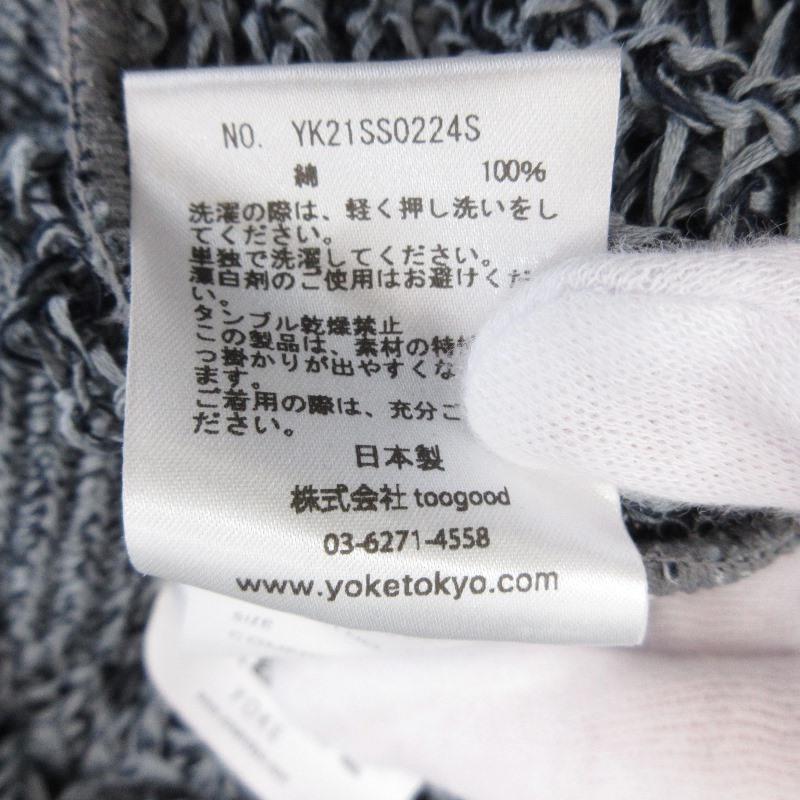 NO. YK21SS0224S
綿 100%
洗濯の際は、軽く押し洗いをし
てください。
単独で洗濯してください。
漂白剤のご使用はお避けくだ
い。
タンブル乾燥禁止
この製品は、素材の特
っ掛かりが出やすくな
ます。
ご着用の際は、充分ご
ださい。
日本製
株式会社 toogood
03-6271-4558
www.yoketokyo.com
SIZE